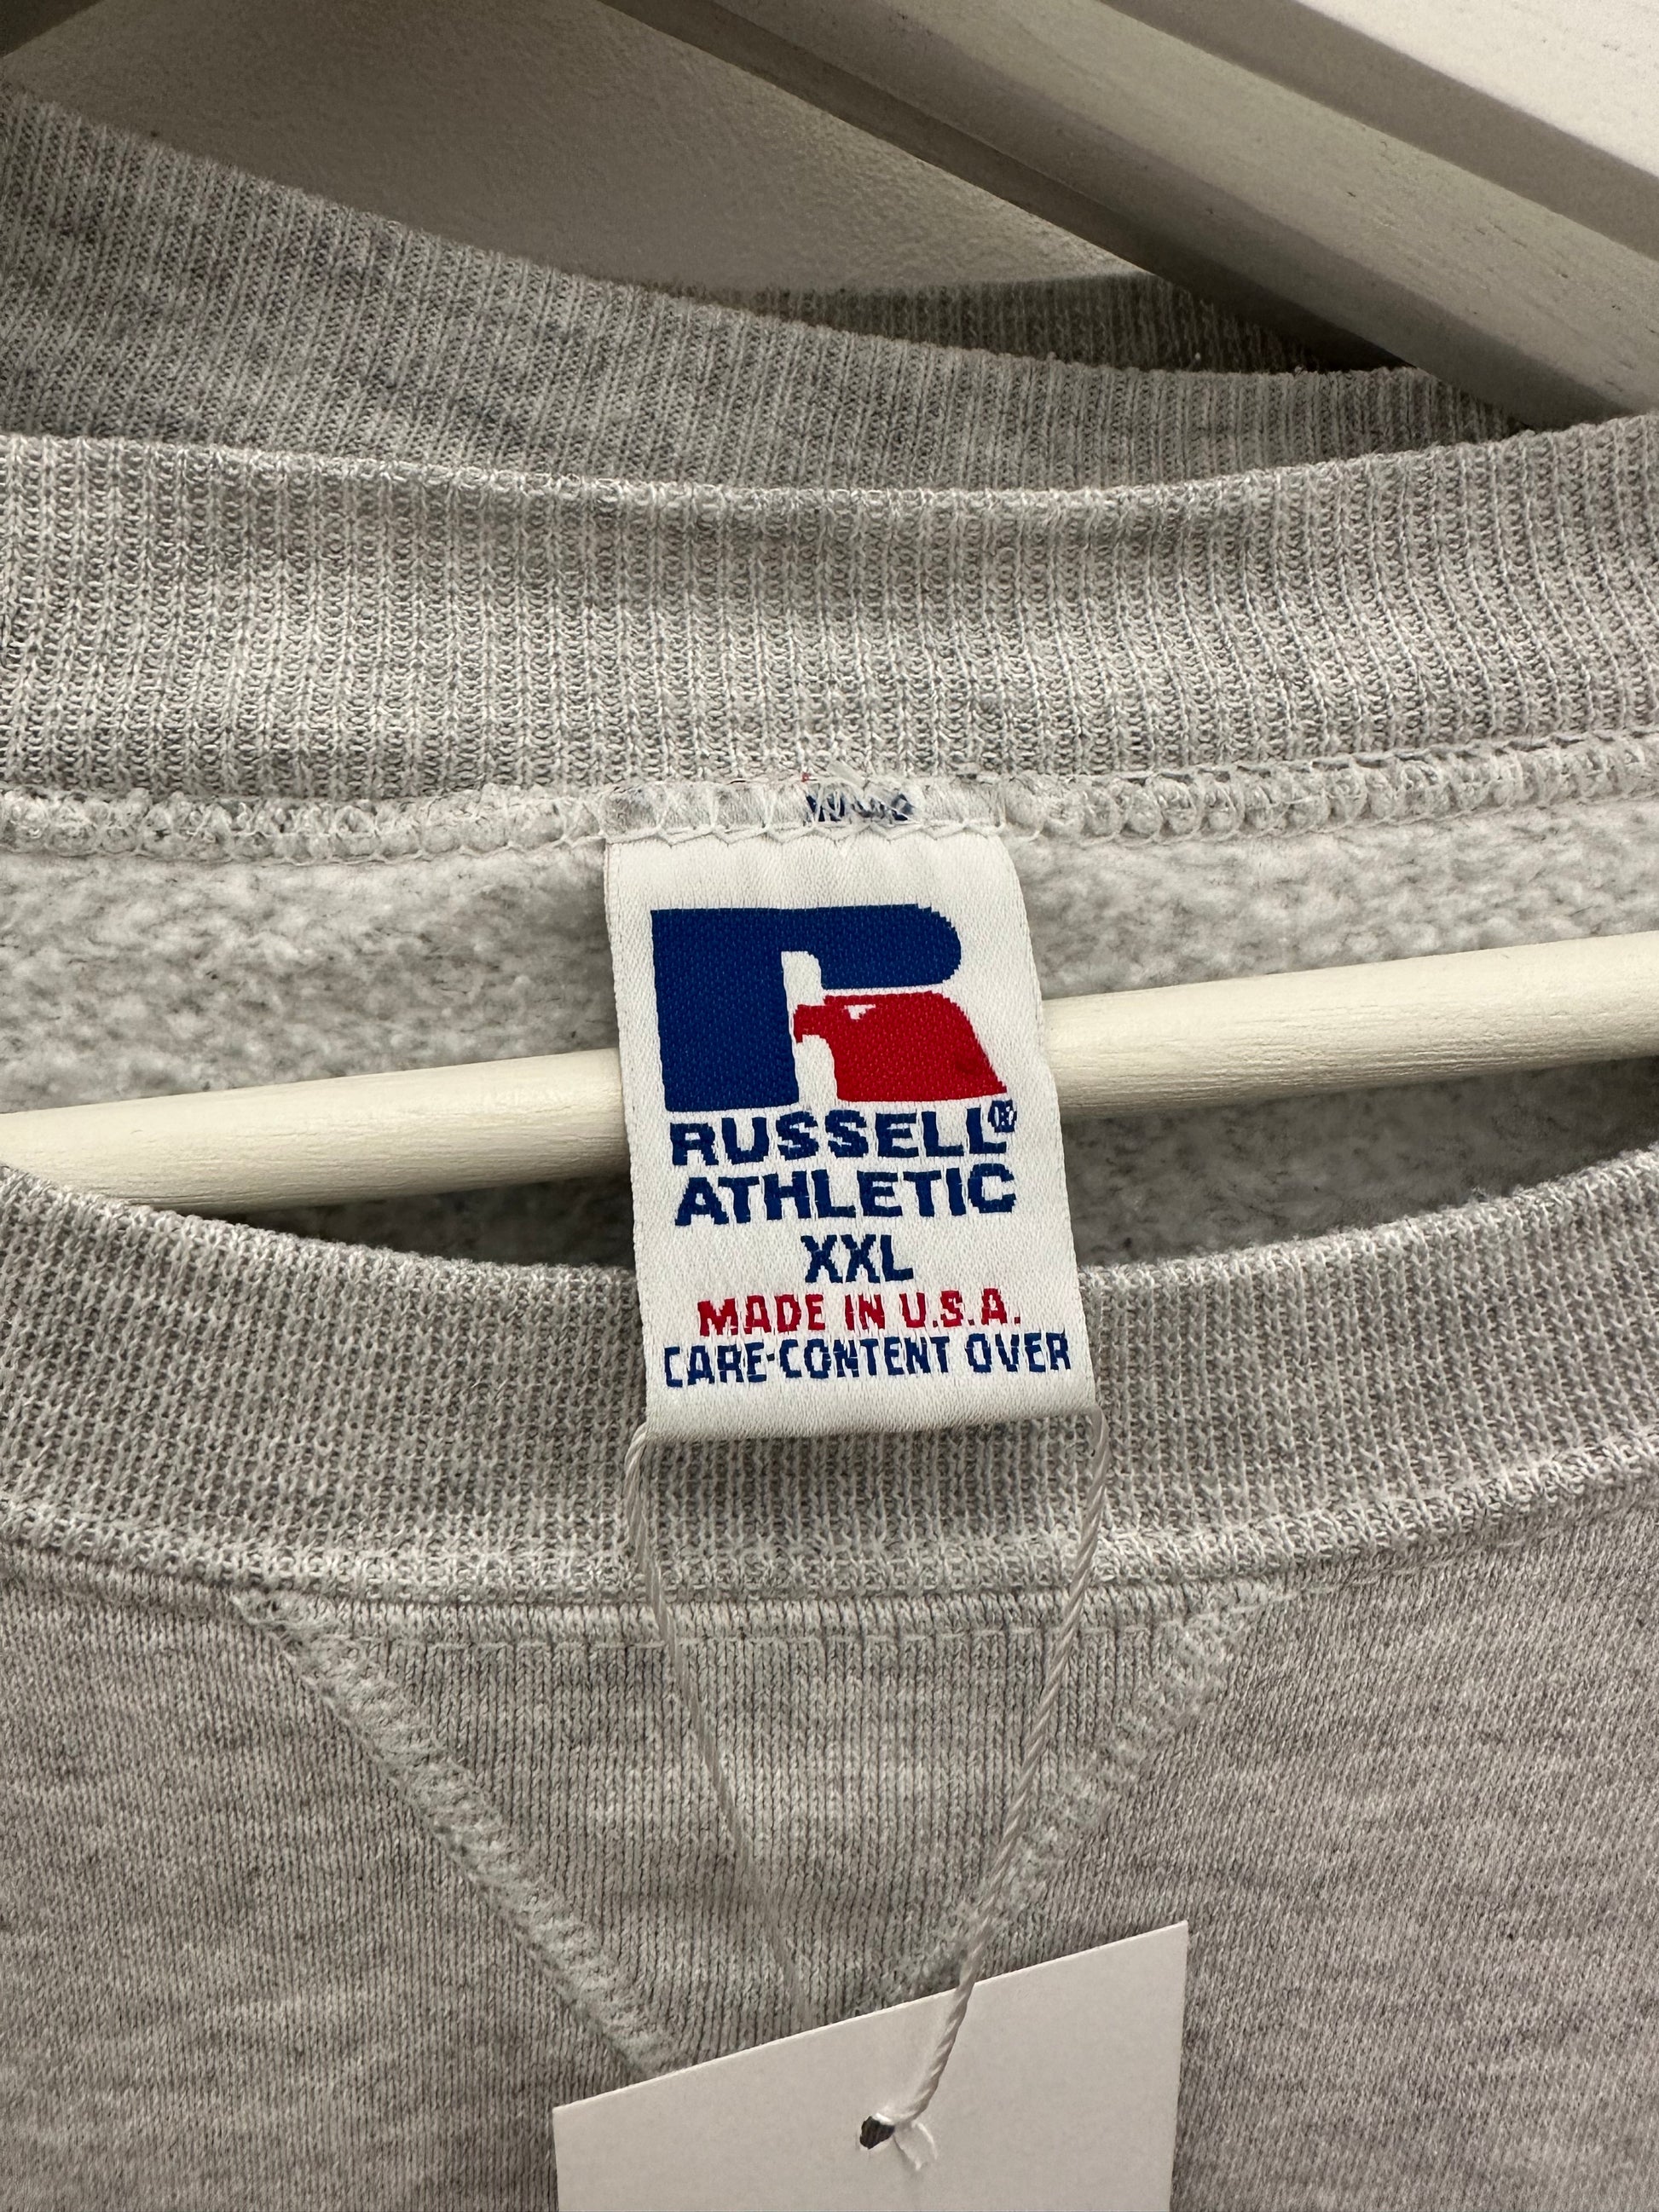 RUSSELL®
ATHLETIC
XXL
MADE IN U.S.A.
CARE-CONTENT OVER